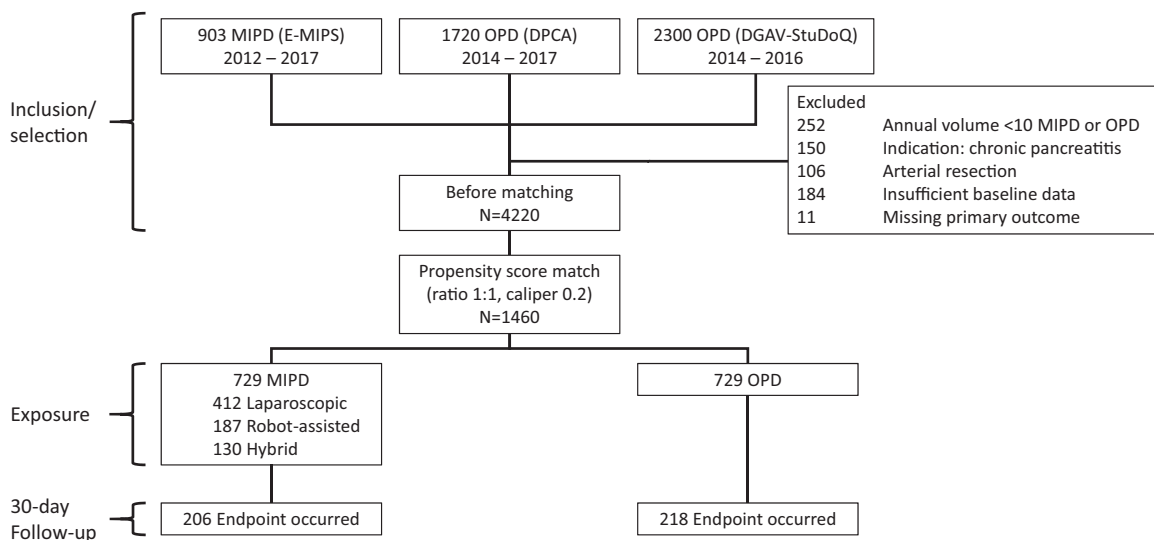 903 MIPD (E-MIPS)
2012 – 2017
1720 OPD (DPCA)
2014 – 2017
2300 OPD (DGAV-StuDoQ)
2014 – 2016
Inclusion/
selection
Excluded
252 Annual volume <10 MIPD or OPD
150 Indication: chronic pancreatitis
106 Arterial resection
184 Insufficient baseline data
11 Missing primary outcome
Before matching
N=4220
Propensity score match
(ratio 1:1, caliper 0.2)
N=1460
Exposure
729 MIPD
412 Laparoscopic
187 Robot-assisted
130 Hybrid
729 OPD
30-day
Follow-up
206 Endpoint occurred
218 Endpoint occurred